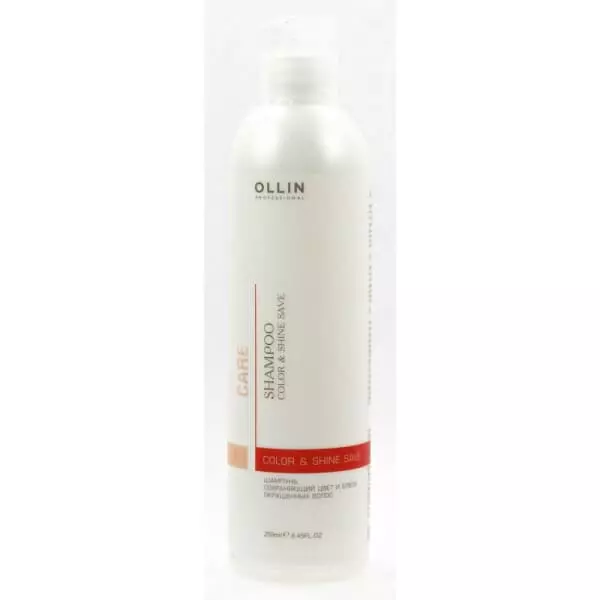 OLLIN
PROFESSIONAL
CARE
SHAMPOO
COLOR & SHINE SAVE
COLOR & SHINE SAVE
ШАМПУНЬ,
СОХРАНЯЮЩИЙ ЦВЕТ И БЛЕСК
ОКРАШЕННЫХ ВОЛОС
250ml℮ 8.45FL.OZ